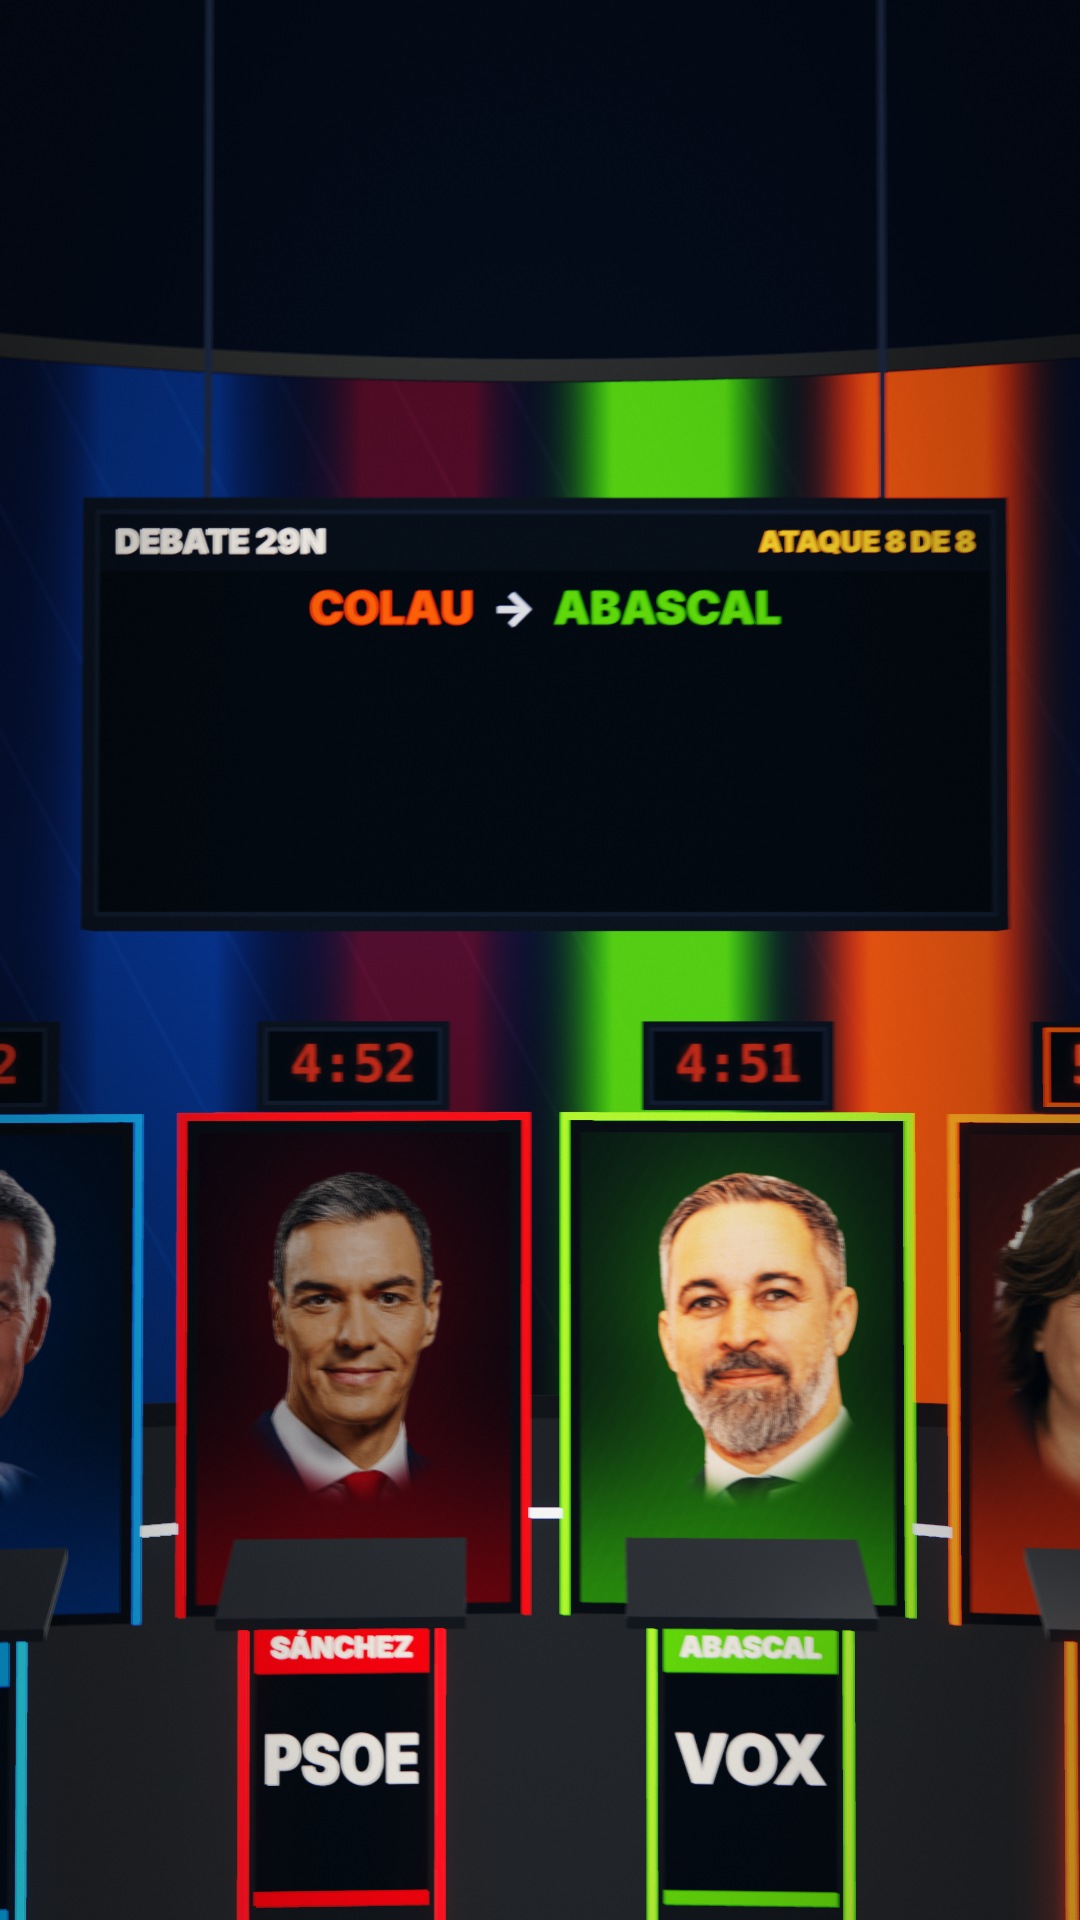 DEBATE 29N
ATAQUE 8 DE 8
COLAU → ABASCAL
4:52
4:51
SÁNCHEZ
ABASCAL
PSOE
VOX